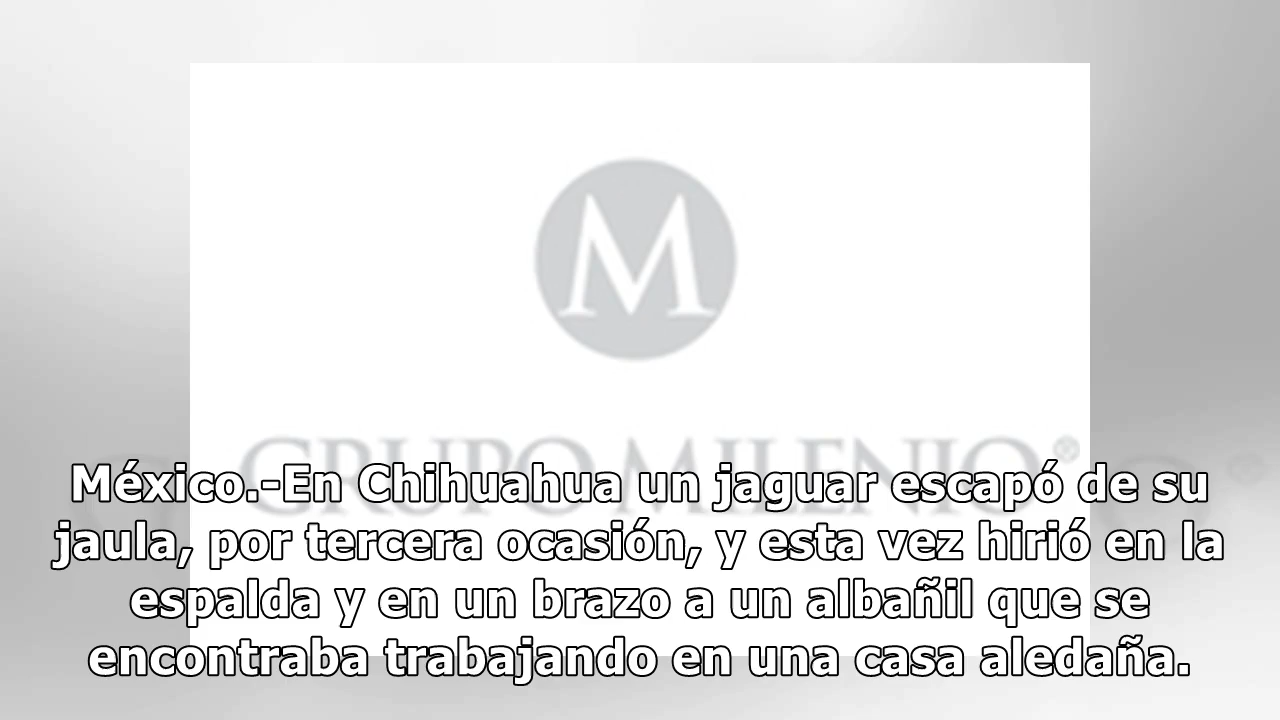 M
GRUPO MILENIO®
México.-En Chihuahua un jaguar escapó de su
jaula, por tercera ocasión, y esta vez hirió en la
espalda y en un brazo a un albañil que se
encontraba trabajando en una casa aledaña.